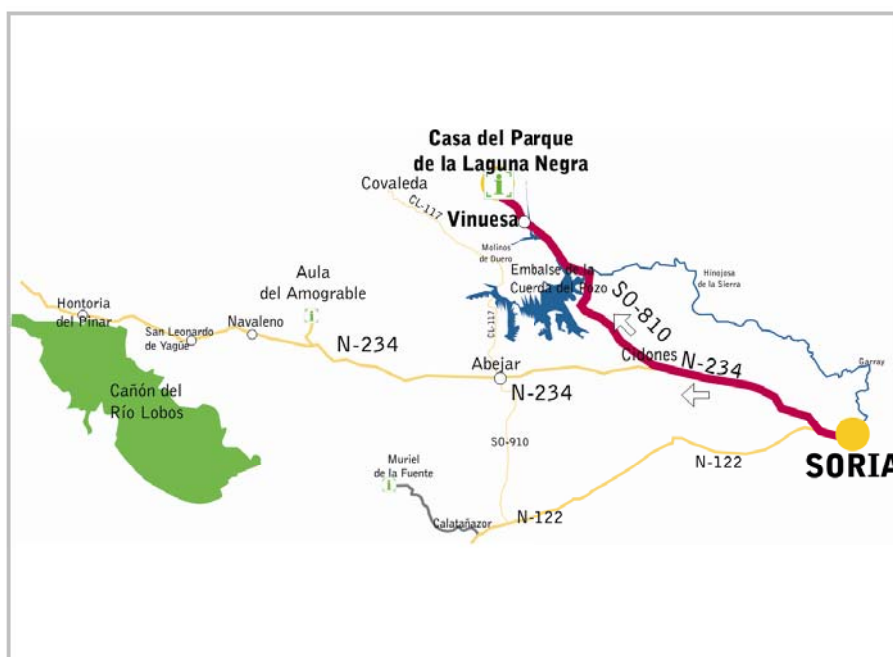 Casa del Parque
de la Laguna Negra
Covaleda
i
CL-117
Vinuesa
Molinos
de Duero
Embalse de la
Cuerda del Pozo
Hinojosa
de la Sierra
Aula
del Amogable
i
SO-810
Hontoria
del Pinar
San Leonardo
de Yagüe
Navaleno
N-234
CL-117
Cidones
N-234
Garray
Abejar
N-234
Cañón del
Río Lobos
SO-910
N-122
SORIA
Muriel
de la Fuente
i
Calatañazor
N-122